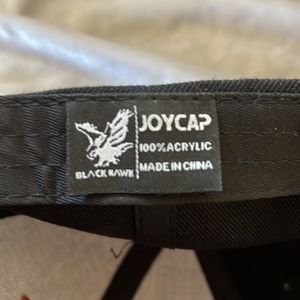 JOYCAP
100% ACRYLIC
BLACK HAWK
MADE IN CHINA